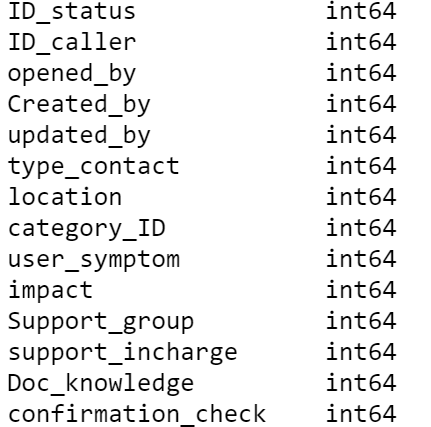 ID_status int64
ID_caller int64
opened_by int64
Created_by int64
updated_by int64
type_contact int64
location int64
category_ID int64
user_symptom int64
impact int64
Support_group int64
support_incharge int64
Doc_knowledge int64
confirmation_check int64